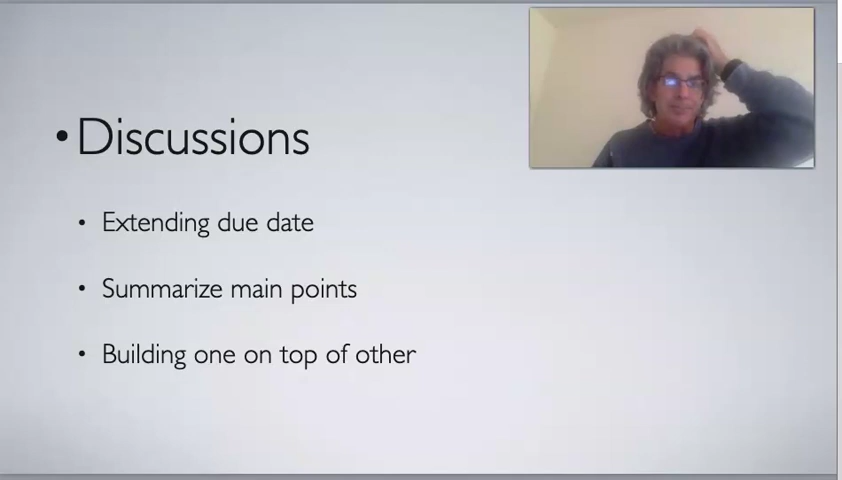 •Discussions
• Extending due date
• Summarize main points
• Building one on top of other